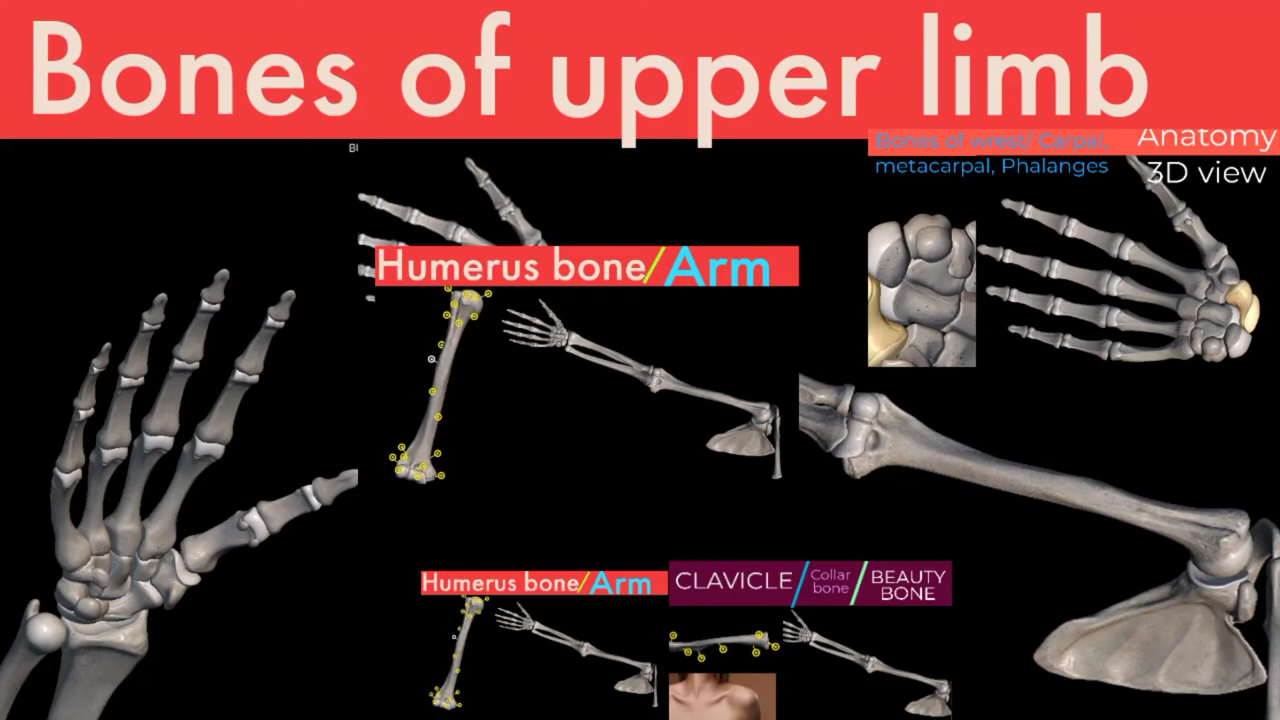 Bones of upper limb
Bones of wrest/ Carpal,
metacarpal, Phalanges
Anatomy
3D view
Humerus bone/Arm
Humerus bone/Arm
CLAVICLE/Collar bone/BEAUTY BONE